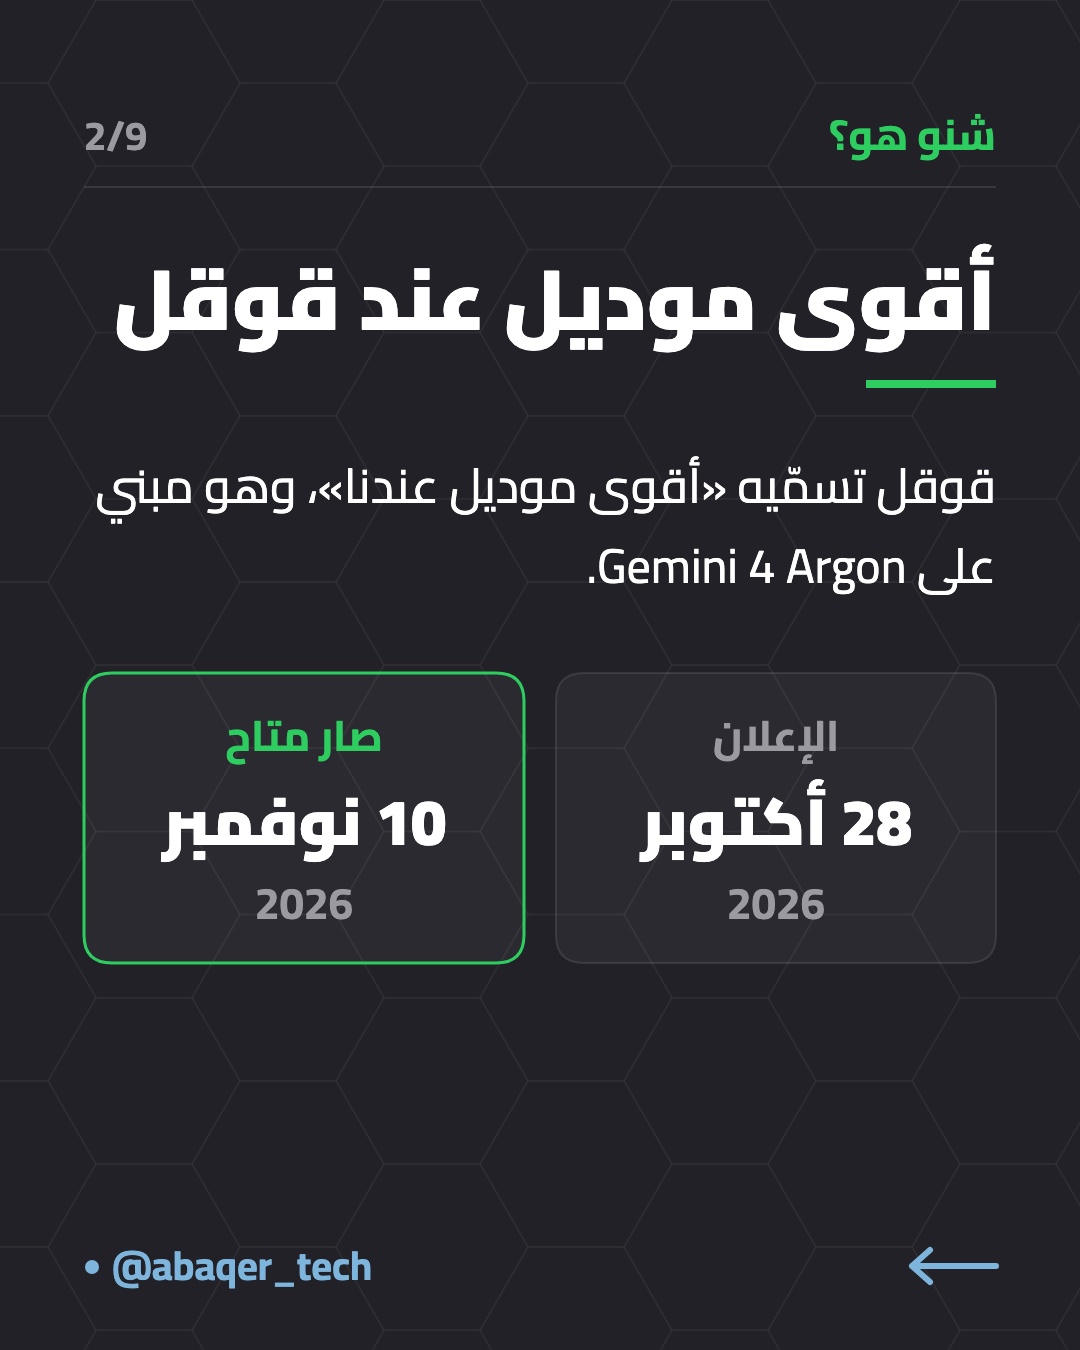 شنو هو؟
2/9
أقوى موديل عند قوقل
قوقل تسمّيه «أقوى موديل عندنا»، وهو مبني
على Gemini 4 Argon.
الإعلان
28 أكتوبر
2026
صار متاح
10 نوفمبر
2026
• @abaqer_tech